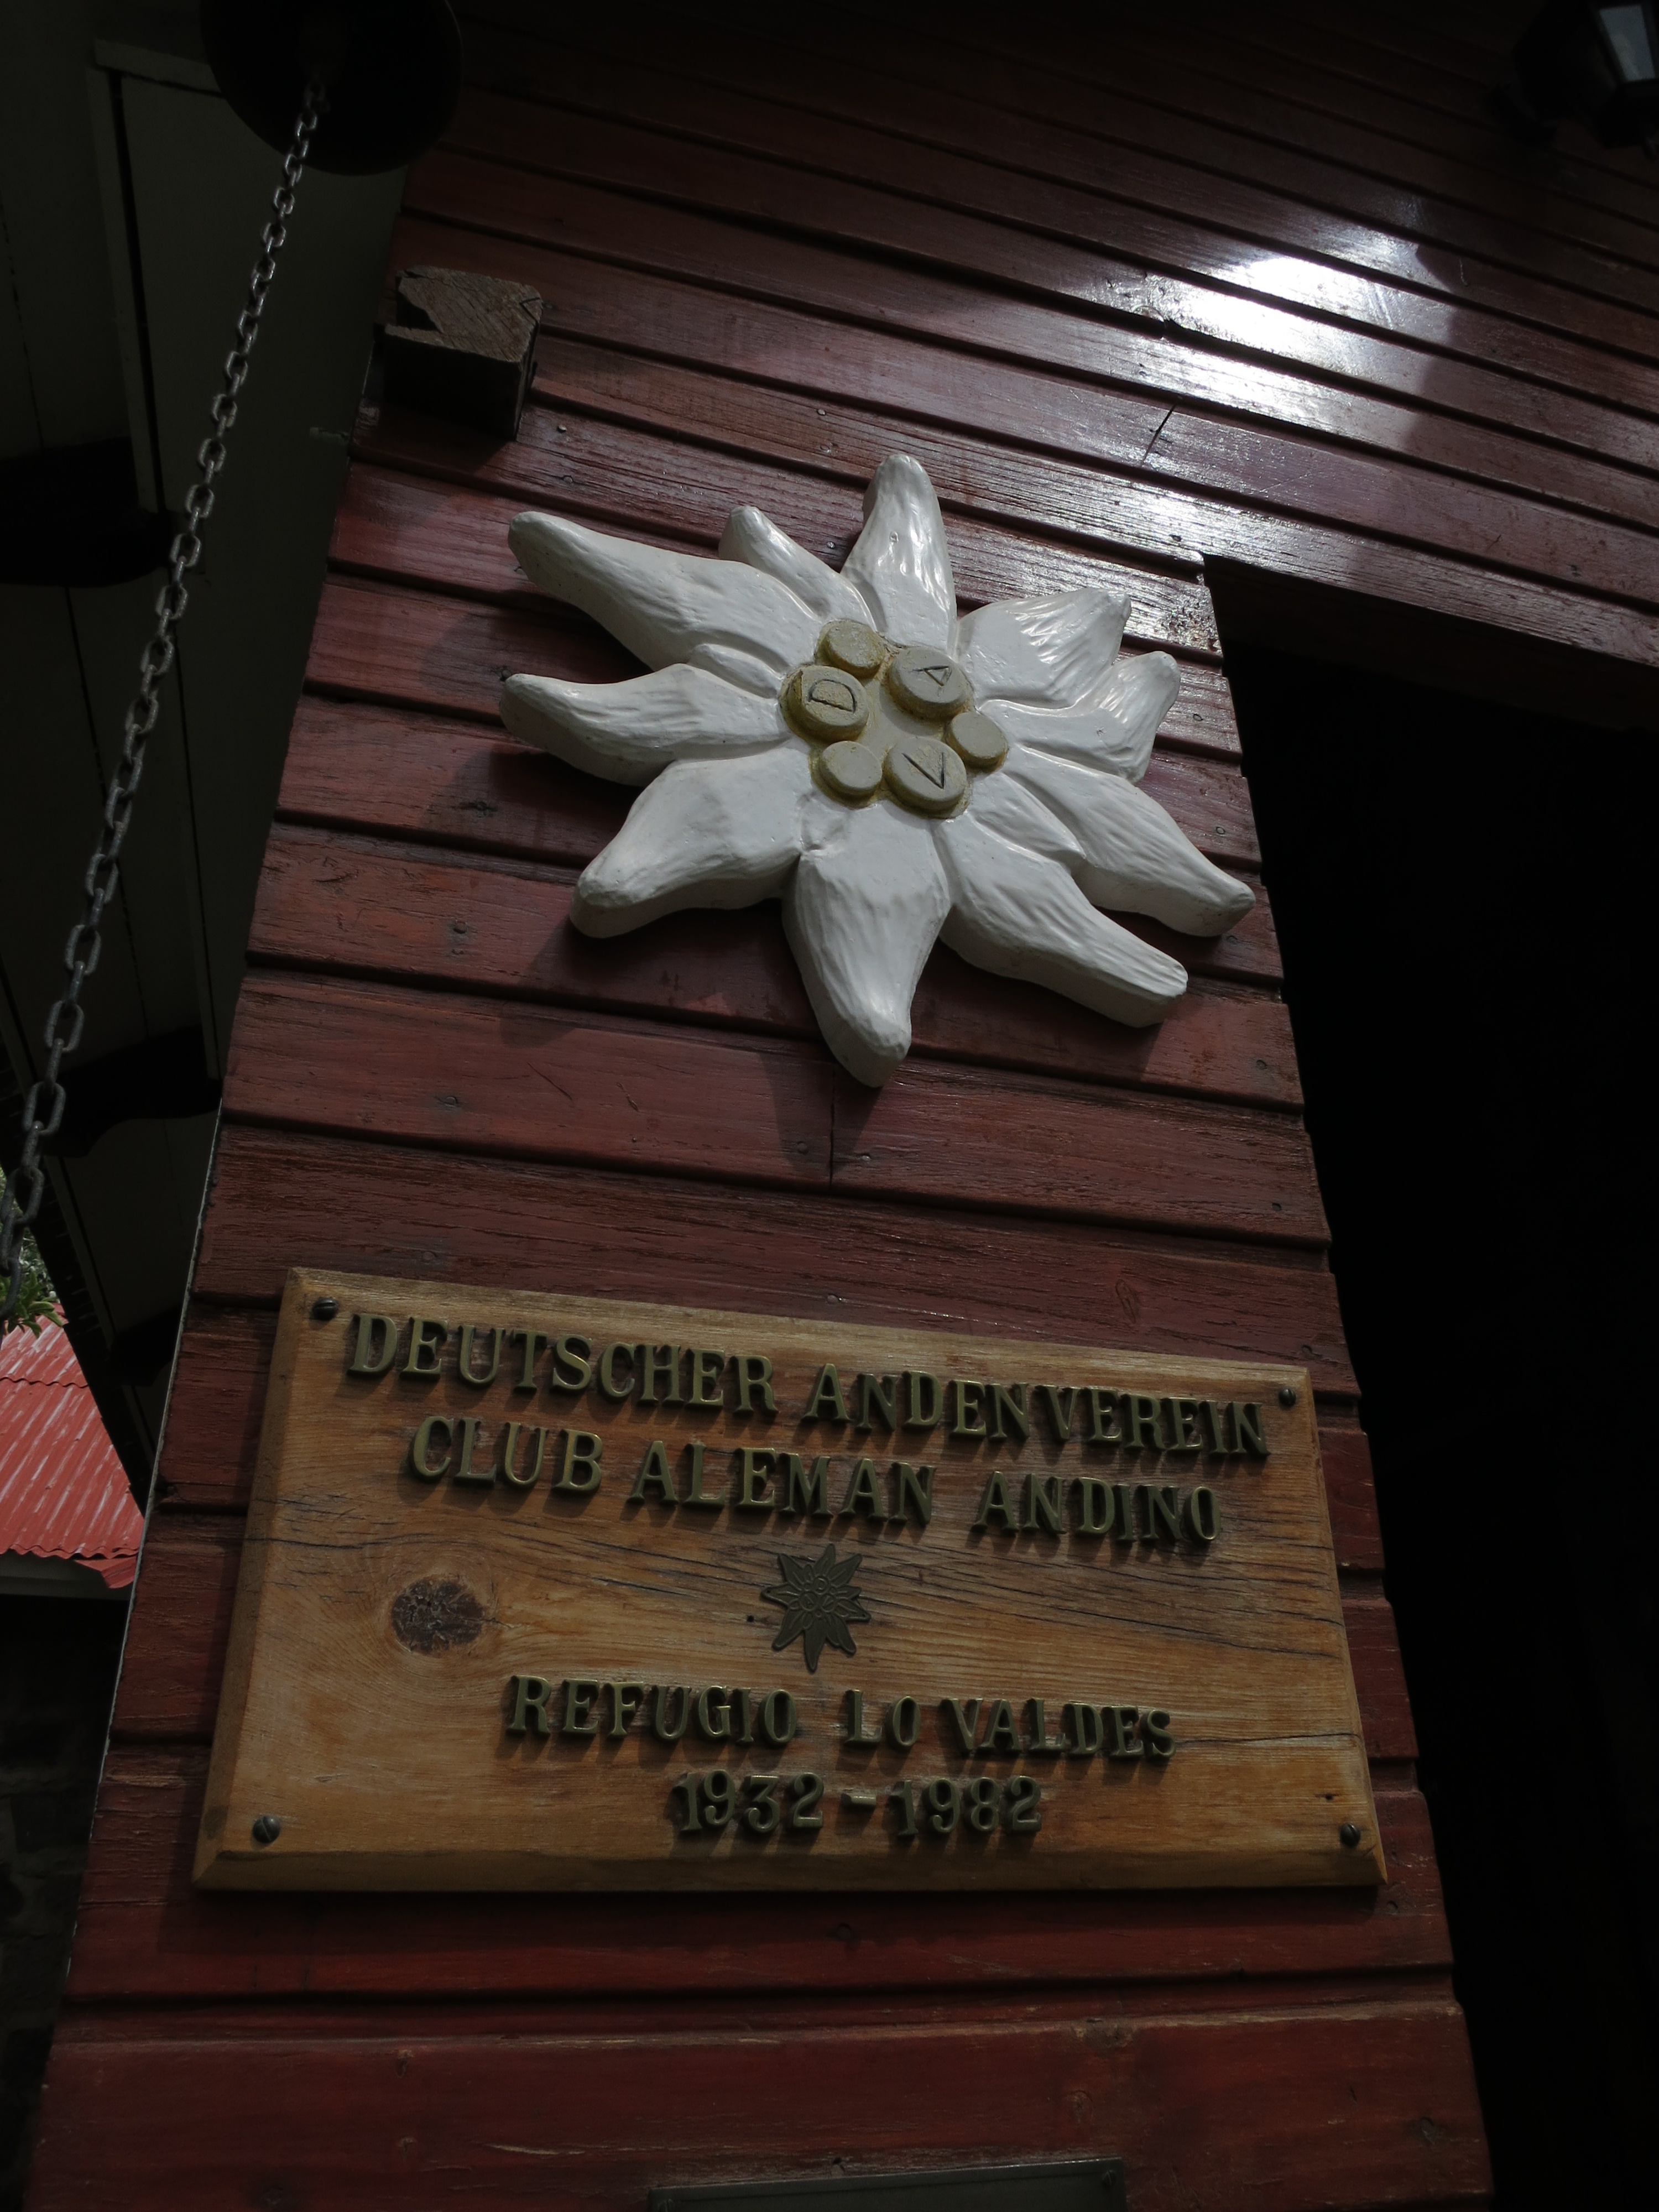 D A V
DEUTSCHER ANDENVEREIN
CLUB ALEMAN ANDINO
REFUGIO LO VALDES
1932-1982